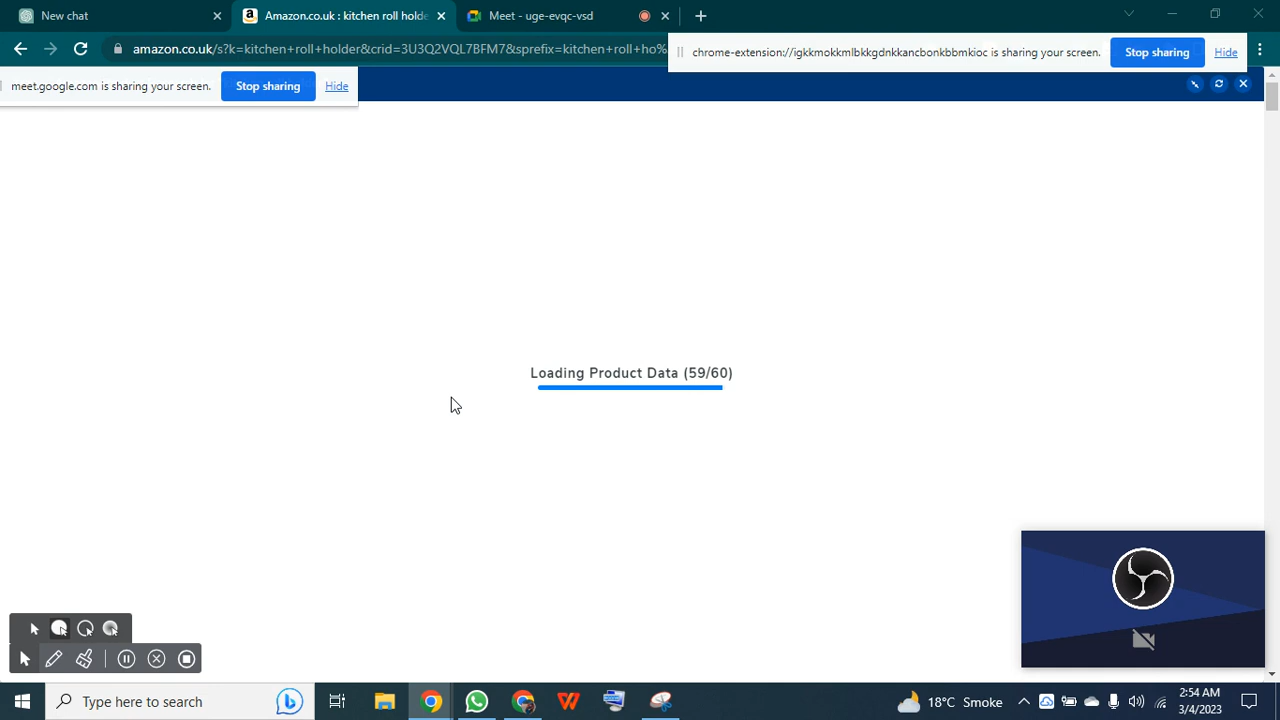 New chat
Amazon.co.uk : kitchen roll holde
Meet - uge-evqc-vsd
amazon.co.uk/s?k=kitchen+roll+holder&crid=3U3Q2VQL7BFM7&sprefix=kitchen+roll+ho%
chrome-extension://igkkmokkmlbkkgdnkkancbonkbbmkioc is sharing your screen.
Stop sharing
Hide
meet.google.com is sharing your screen.
Stop sharing
Hide
Loading Product Data (59/60)
Type here to search
18°C Smoke
2:54 AM
3/4/2023